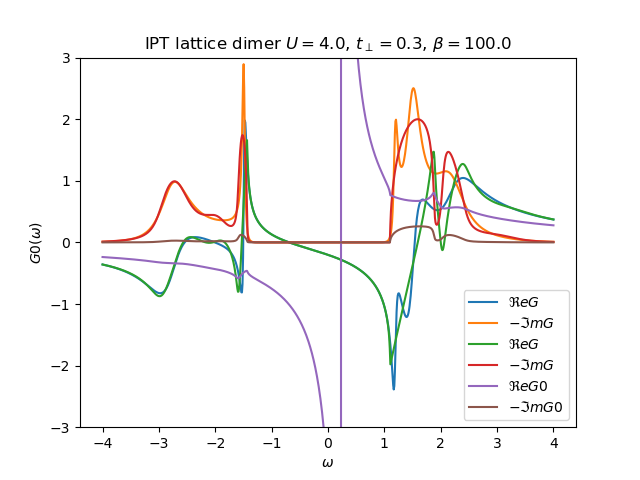 IPT lattice dimer U = 4.0, t⊥ = 0.3, β = 100.0
3
2
1
0
−1
−2
−3
G0(ω)
−4 −3 −2 −1 0 1 2 3 4
ω
ℜeG
−ℑmG
ℜeG
−ℑmG
ℜeG0
−ℑmG0